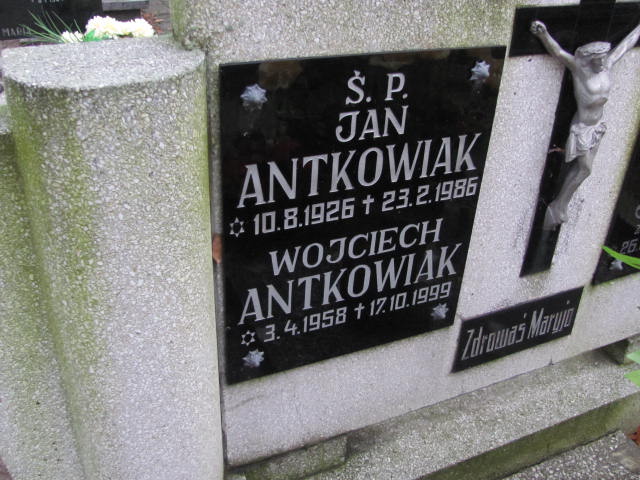 Ś. P.
JAN
ANTKOWIAK
✡ 10.8.1926 † 23.2.1986
WOJCIECH
ANTKOWIAK
✡ 3.4.1958 † 17.10.1999
Zdrowaś Maryjo